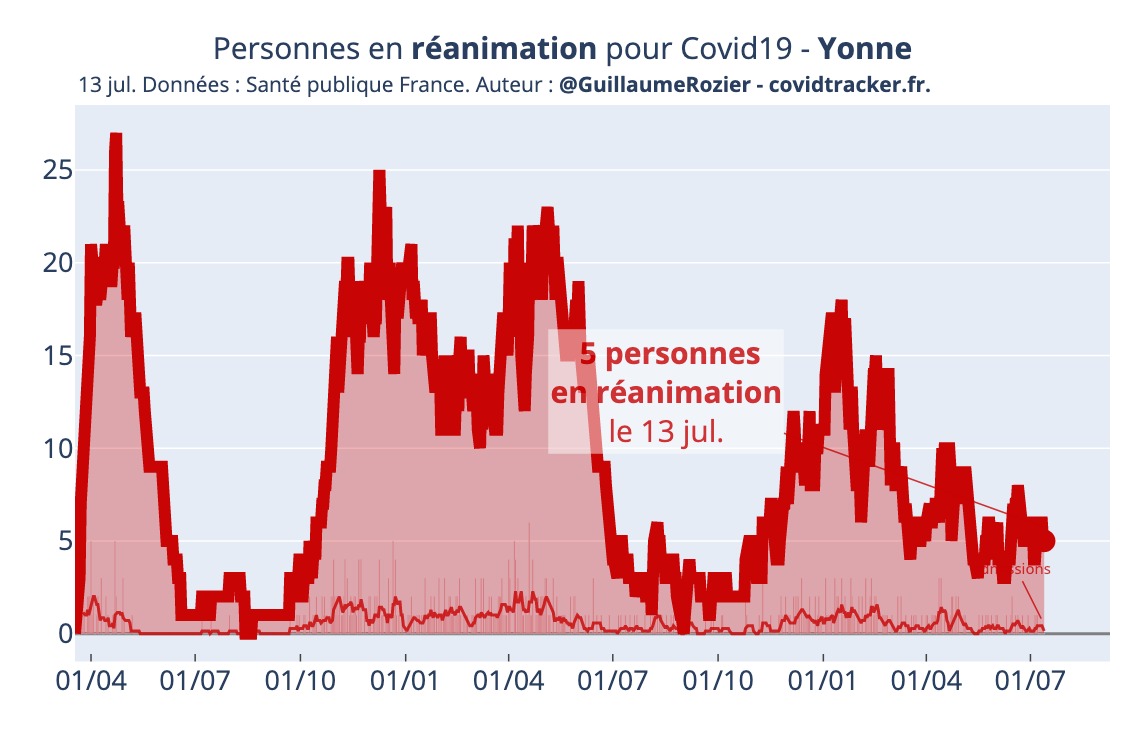 Personnes en réanimation pour Covid19 - Yonne
13 jul. Données : Santé publique France. Auteur : @GuillaumeRozier - covidtracker.fr.
25
20
15
10
5
0
5 personnes
en réanimation
le 13 jul.
01/04 01/07 01/10 01/01 01/04 01/07 01/10 01/01 01/04 01/07